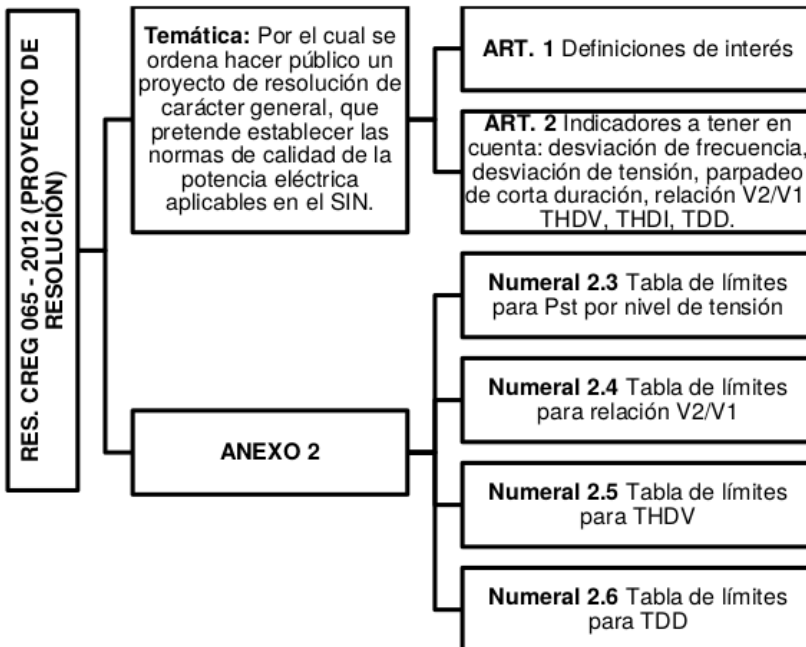 RES. CREG 065 - 2012 (PROYECTO DE
RESOLUCIÓN)
Temática: Por el cual se
ordena hacer público un
proyecto de resolución de
carácter general, que
pretende establecer las
normas de calidad de la
potencia eléctrica
aplicables en el SIN.
ART. 1 Definiciones de interés
ART. 2 Indicadores a tener en
cuenta: desviación de frecuencia,
desviación de tensión, parpadeo
de corta duración, relación V2/V1
THDV, THDI, TDD.
ANEXO 2
Numeral 2.3 Tabla de límites
para Pst por nivel de tensión
Numeral 2.4 Tabla de límites
para relación V2/V1
Numeral 2.5 Tabla de límites
para THDV
Numeral 2.6 Tabla de límites
para TDD